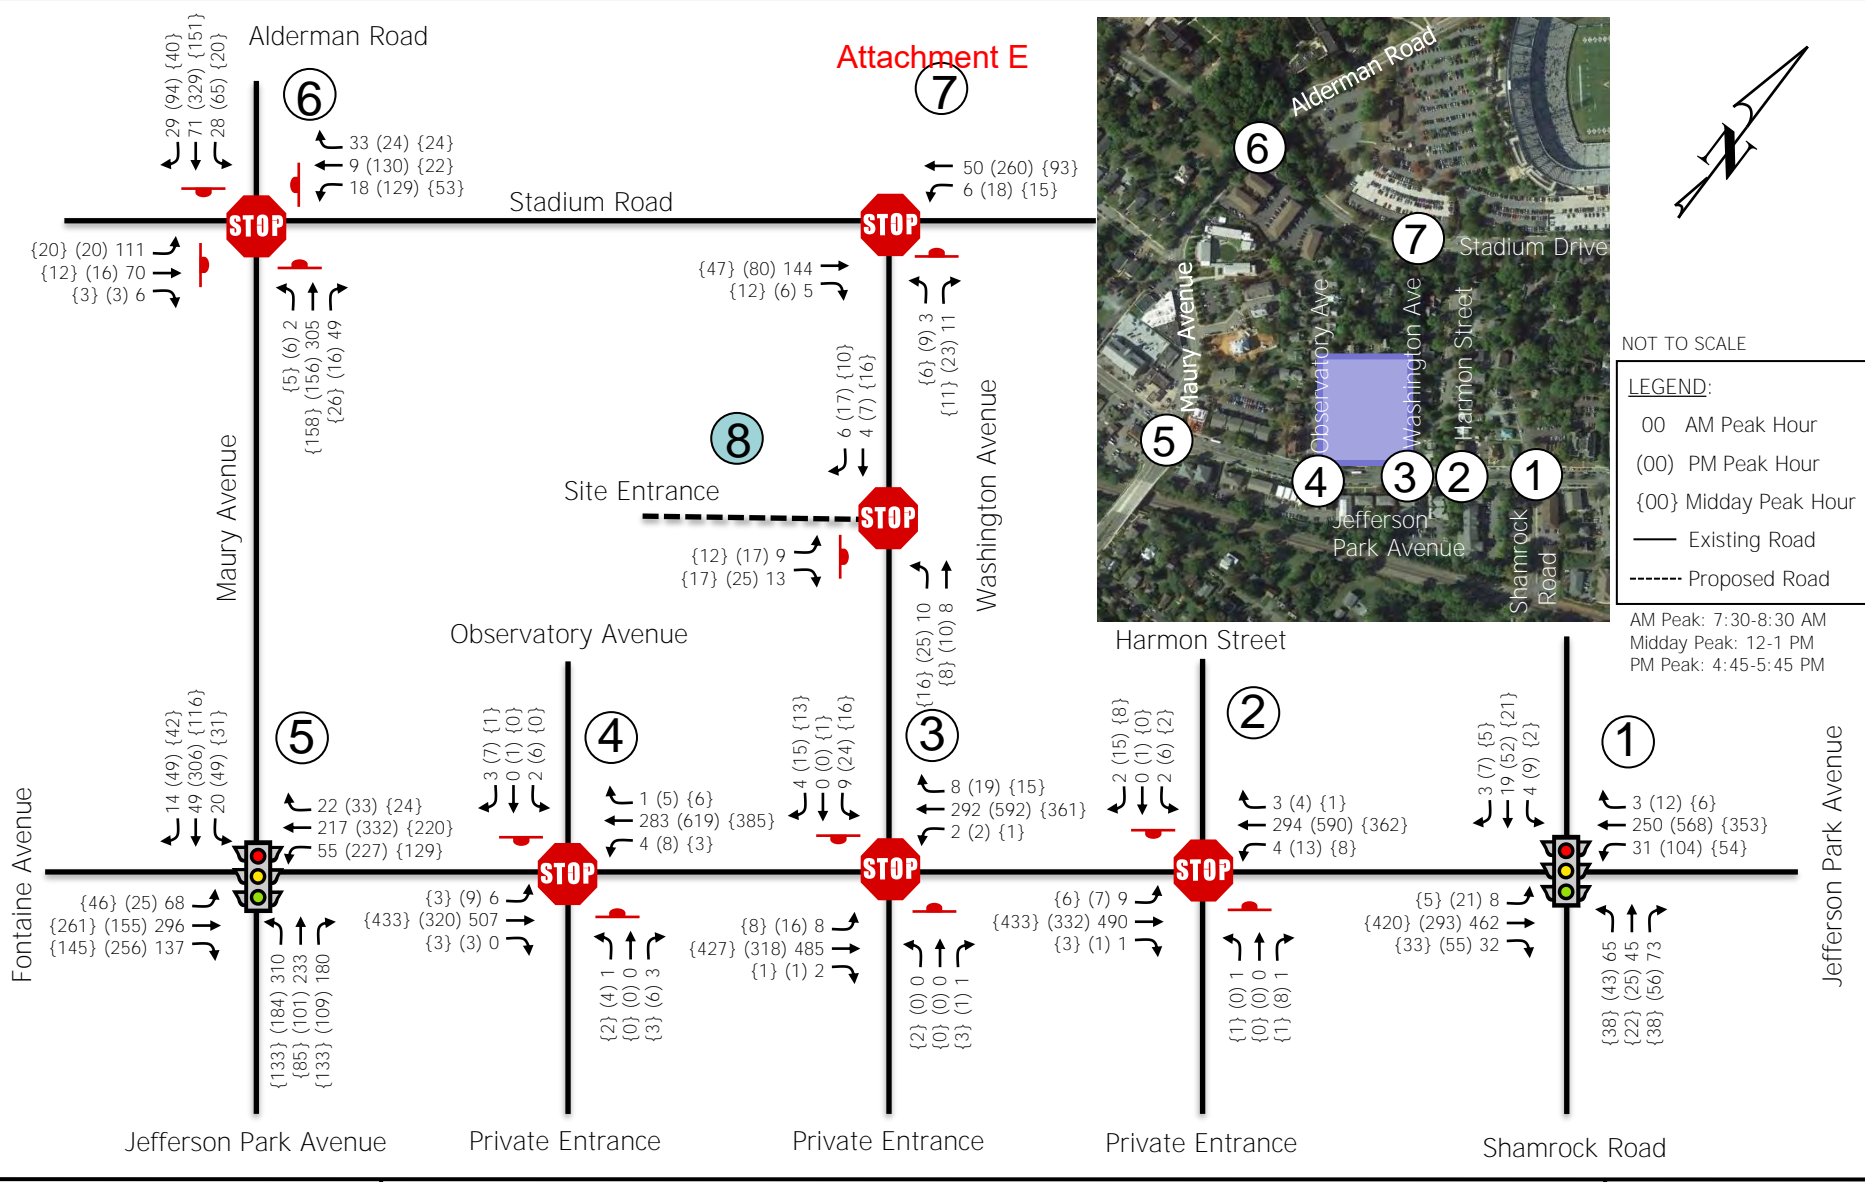 Attachment E
Alderman Road
6
7
29 (94) {40}
71 (329) {151}
28 (65) {20}
33 (24) {24}
9 (130) {22}
18 (129) {53}
STOP
{20} (20) 111
{12} (16) 70
{3} (3) 6
{5} (6) 2
{158} (156) 305
{26} (16) 49
Stadium Road
50 (260) {93}
6 (18) {15}
STOP
{47} (80) 144
{12} (6) 5
{6} (9) 3
{11} (23) 11
Maury Avenue
8
Site Entrance
6 (17) {10}
4 (7) {16}
STOP
{12} (17) 9
{17} (25) 13
{16} (25) 10
{8} (10) 8
Washington Avenue
Alderman Road
6
7
Stadium Drive
Maury Avenue
Observatory Ave
Washington Ave
Harmon Street
5
4
3
2
1
Jefferson
Park Avenue
Shamrock
Road
N
NOT TO SCALE
LEGEND:
00 AM Peak Hour
(00) PM Peak Hour
{00} Midday Peak Hour
Existing Road
Proposed Road
AM Peak: 7:30-8:30 AM
Midday Peak: 12-1 PM
PM Peak: 4:45-5:45 PM
Fontaine Avenue
5
14 (49) {42}
49 (306) {116}
20 (49) {31}
22 (33) {24}
217 (332) {220}
55 (227) {129}
{46} (25) 68
{261} (155) 296
{145} (256) 137
{133} (184) 310
{85} (101) 233
{133} (109) 180
Jefferson Park Avenue
Observatory Avenue
4
3 (7) {1}
0 (1) {0}
2 (6) {0}
1 (5) {6}
283 (619) {385}
4 (8) {3}
STOP
{3} (9) 6
{433} (320) 507
{3} (3) 0
{2} (4) 1
{0} (0) 0
{3} (6) 3
Private Entrance
3
4 (15) {13}
0 (0) {1}
9 (24) {16}
8 (19) {15}
292 (592) {361}
2 (2) {1}
STOP
{8} (16) 8
{427} (318) 485
{1} (1) 2
{2} (0) 0
{0} (0) 0
{3} (1) 1
Private Entrance
Harmon Street
2
2 (15) {8}
0 (1) {0}
2 (6) {2}
3 (4) {1}
294 (590) {362}
4 (13) {8}
STOP
{6} (7) 9
{433} (332) 490
{3} (1) 1
{1} (0) 1
{0} (0) 0
{1} (8) 1
Private Entrance
1
3 (7) {5}
19 (52) {21}
4 (9) {2}
3 (12) {6}
250 (568) {353}
31 (104) {54}
{5} (21) 8
{420} (293) 462
{33} (55) 32
{38} (43) 65
{22} (25) 45
{38} (56) 73
Shamrock Road
Jefferson Park Avenue